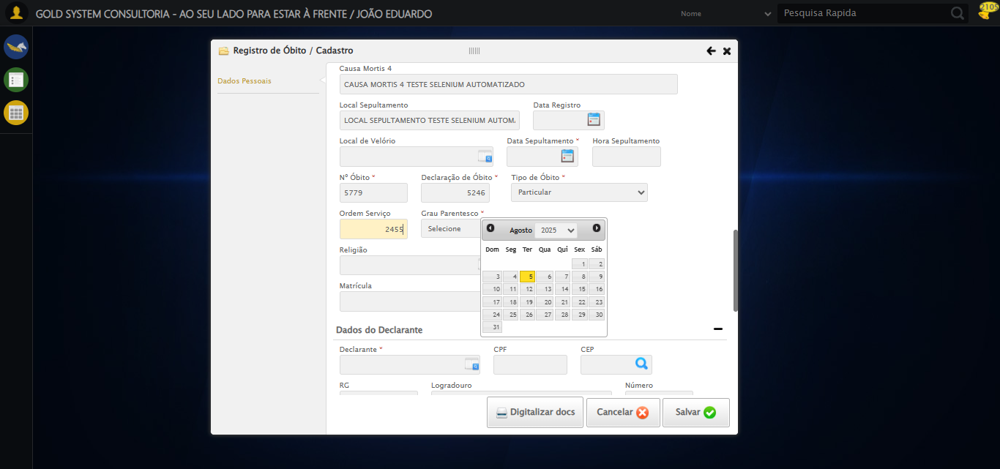 GOLD SYSTEM CONSULTORIA - AO SEU LADO PARA ESTAR À FRENTE / JOÃO EDUARDO
Nome
Pesquisa Rapida
2105
Registro de Óbito / Cadastro
Dados Pessoais
Causa Mortis 4
CAUSA MORTIS 4 TESTE SELENIUM AUTOMATIZADO
Local Sepultamento
Data Registro
LOCAL SEPULTAMENTO TESTE SELENIUM AUTOM
Local de Velório
Data Sepultamento *
Hora Sepultamento
Nº Óbito *
Declaração de Óbito *
Tipo de Óbito *
5779
5246
Particular
Ordem Serviço
Grau Parentesco *
2455
Selecione
Agosto 2025
Dom Seg Ter Qua Qui Sex Sáb
1 2
3 4 5 6 7 8 9
10 11 12 13 14 15 16
17 18 19 20 21 22 23
24 25 26 27 28 29 30
31
Religião
Matrícula
Dados do Declarante
Declarante *
CPF
CEP
RG
Logradouro
Número
Digitalizar docs
Cancelar
Salvar